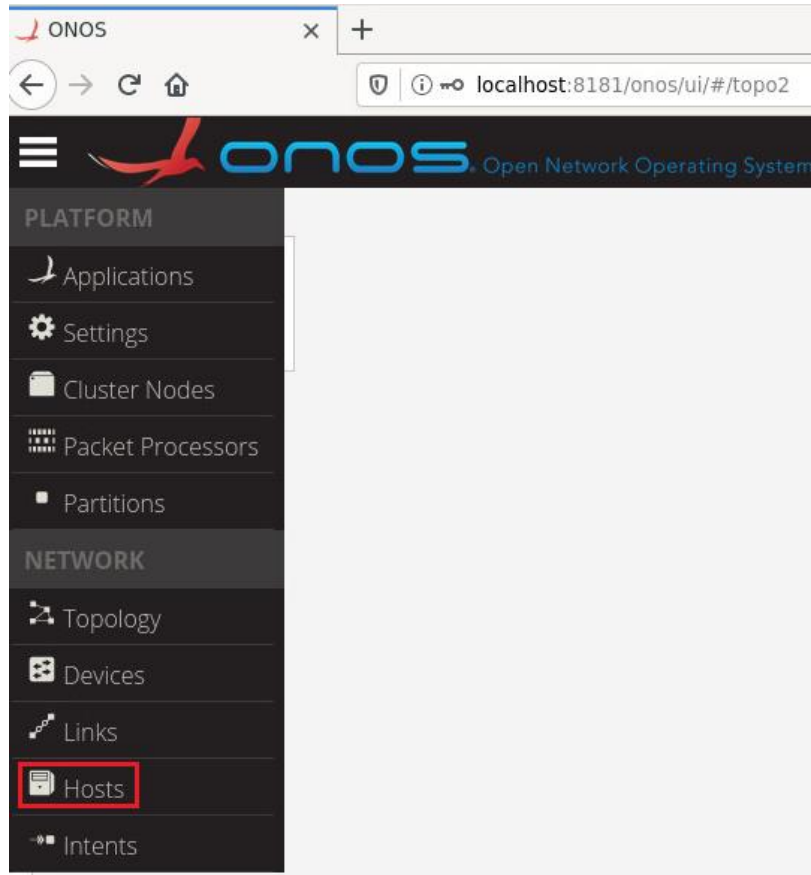 ONOS
localhost:8181/onos/ui/#/topo2
onos. Open Network Operating System
PLATFORM
Applications
Settings
Cluster Nodes
Packet Processors
Partitions
NETWORK
Topology
Devices
Links
Hosts
Intents